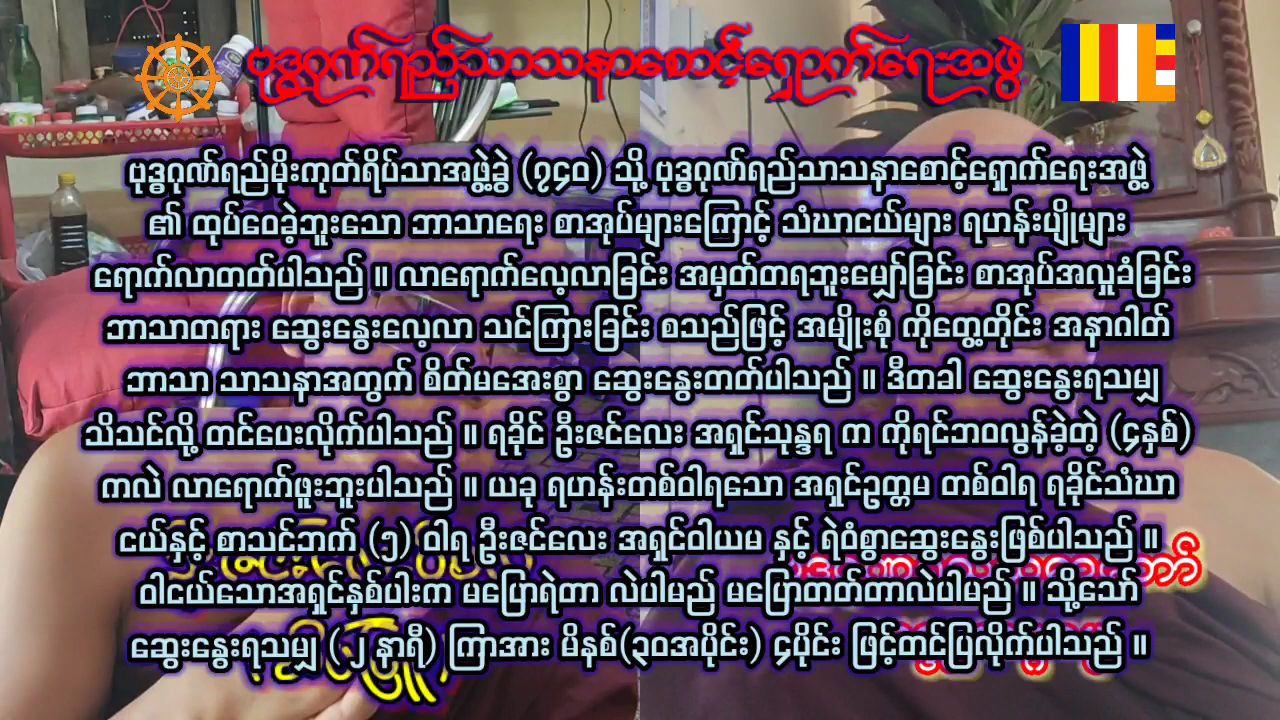 ဗုဒ္ဓဂုဏ်ရည်သာသနာစောင့်ရှောက်ရေးအဖွဲ့
ဗုဒ္ဓဂုဏ်ရည်မိုးကုတ်ရိပ်သာအဖွဲ့ခွဲ (၇၄၀) သို့ ဗုဒ္ဓဂုဏ်ရည်သာသနာစောင့်ရှောက်ရေးအဖွဲ့
၏ ထုပ်ဝေခဲ့ဘူးသော ဘာသာရေး စာအုပ်များကြောင့် သံဃာငယ်များ ရဟန်းပျိုများ
ရောက်လာတတ်ပါသည် ။ လာရောက်လေ့လာခြင်း အမှတ်တရဘူးမျှော်ခြင်း စာအုပ်အလှူခံခြင်း
ဘာသာတရား ဆွေးနွေးလေ့လာ သင်ကြားခြင်း စသည်ဖြင့် အမျိုးစုံ ကိုတွေ့တိုင်း အနာဂါတ်
ဘာသာ သာသနာအတွက် စိတ်မအေးစွာ ဆွေးနွေးတတ်ပါသည် ။ ဒီတခါ ဆွေးနွေးရသမျှ
သိသင်လို့ တင်ပေးလိုက်ပါသည် ။ ရခိုင် ဦးဇင်လေး အရှင်သုန္ဒရ က ကိုရင်ဘဝလွန်ခဲ့တဲ့ (၄နှစ်)
ကလဲ လာရောက်ဖူးဘူးပါသည် ။ ယခု ရဟန်းတစ်ဝါရသော အရှင်ဥတ္တမ တစ်ဝါရ ရခိုင်သံဃာ
ငယ်နှင့် စာသင်ဘက် (၅) ဝါရ ဦးဇင်လေး အရှင်ဝါယမ နှင့် ရဲဝံစွာဆွေးနွေးဖြစ်ပါသည် ။
ဝါငယ်သောအရှင်နှစ်ပါးက မပြောရဲတာ လဲပါမည် မပြောတတ်တာလဲပါမည် ။ သို့သော်
ဆွေးနွေးရသမျှ (၂နာရီ) ကြာအား မိနစ်(၃၀အပိုင်း) ၄ပိုင်း ဖြင့်တင်ပြလိုက်ပါသည် ။